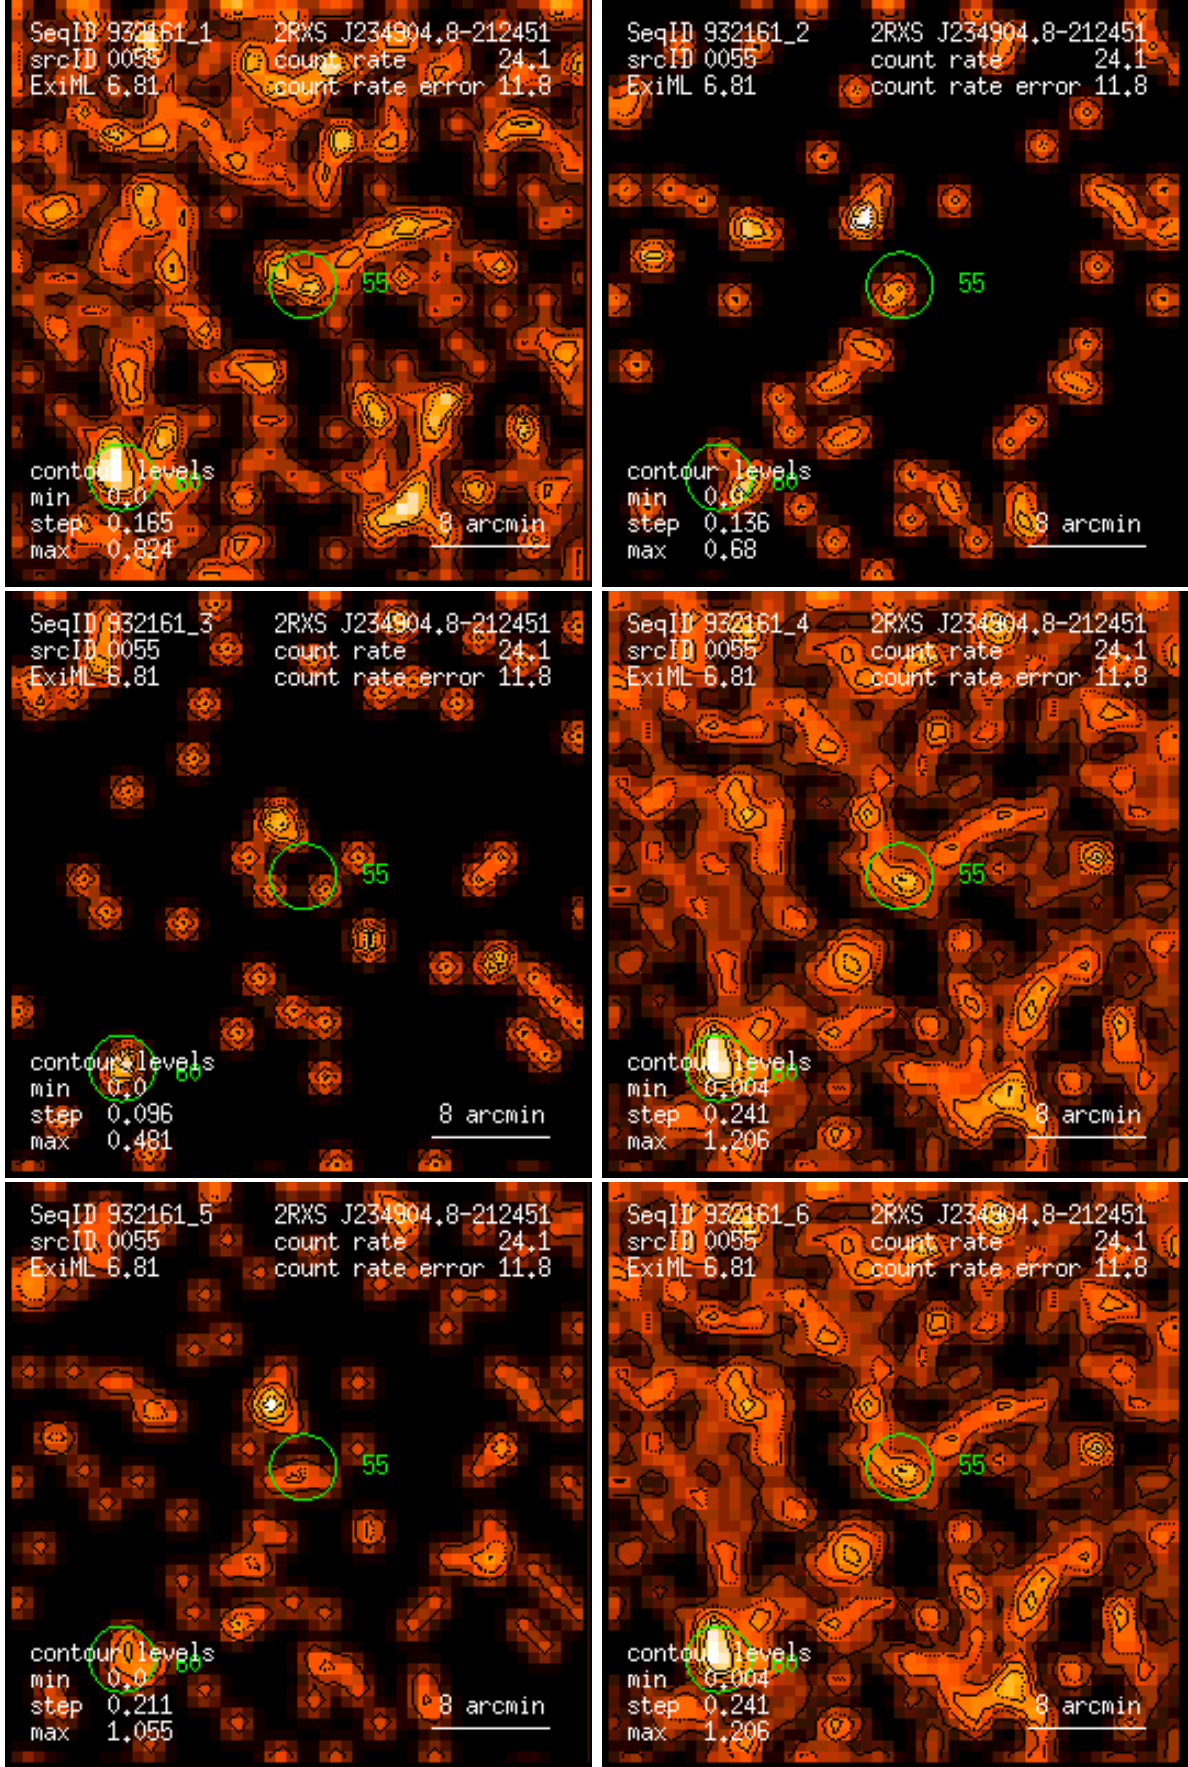 SeqID 932161_1 2RXS J234904.8-212451
srcID 0055 count rate 24.1
ExiML 6.81 count rate error 11.8
55
contour levels
60
min 0.0
step 0.165 8 arcmin
max 0.824
SeqID 932161_2 2RXS J234904.8-212451
srcID 0055 count rate 24.1
ExiML 6.81 count rate error 11.8
55
contour levels
60
min 0.0
step 0.136 8 arcmin
max 0.68
SeqID 932161_3 2RXS J234904.8-212451
srcID 0055 count rate 24.1
ExiML 6.81 count rate error 11.8
55
contour levels
60
min 0.0
step 0.096 8 arcmin
max 0.481
SeqID 932161_4 2RXS J234904.8-212451
srcID 0055 count rate 24.1
ExiML 6.81 count rate error 11.8
55
contour levels
60
min 0.004
step 0.241 8 arcmin
max 1.206
SeqID 932161_5 2RXS J234904.8-212451
srcID 0055 count rate 24.1
ExiML 6.81 count rate error 11.8
55
contour levels
60
min 0.0
step 0.211 8 arcmin
max 1.055
SeqID 932161_6 2RXS J234904.8-212451
srcID 0055 count rate 24.1
ExiML 6.81 count rate error 11.8
55
contour levels
60
min 0.004
step 0.241 8 arcmin
max 1.206